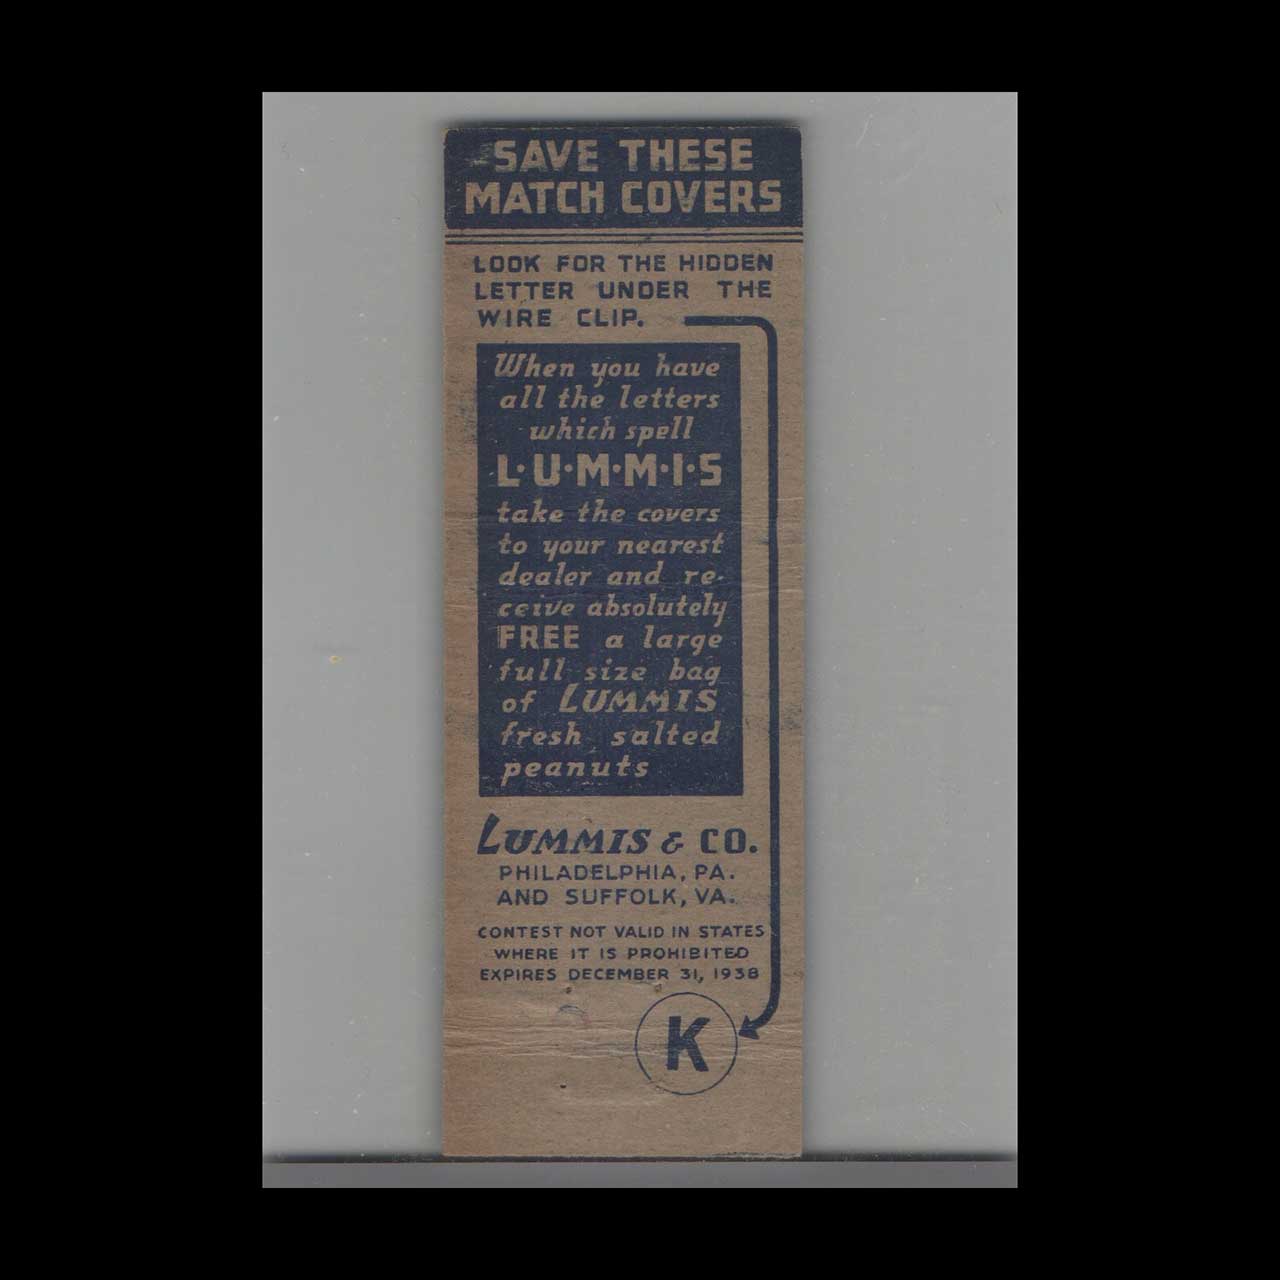 SAVE THESE
MATCH COVERS
LOOK FOR THE HIDDEN
LETTER UNDER THE
WIRE CLIP.
When you have
all the letters
which spell
L·U·M·M·I·S
take the covers
to your nearest
dealer and re-
ceive absolutely
FREE a large
full size bag
of LUMMIS
fresh salted
peanuts
LUMMIS & CO.
PHILADELPHIA, PA.
AND SUFFOLK, VA.
CONTEST NOT VALID IN STATES
WHERE IT IS PROHIBITED
EXPIRES DECEMBER 31, 1938
K